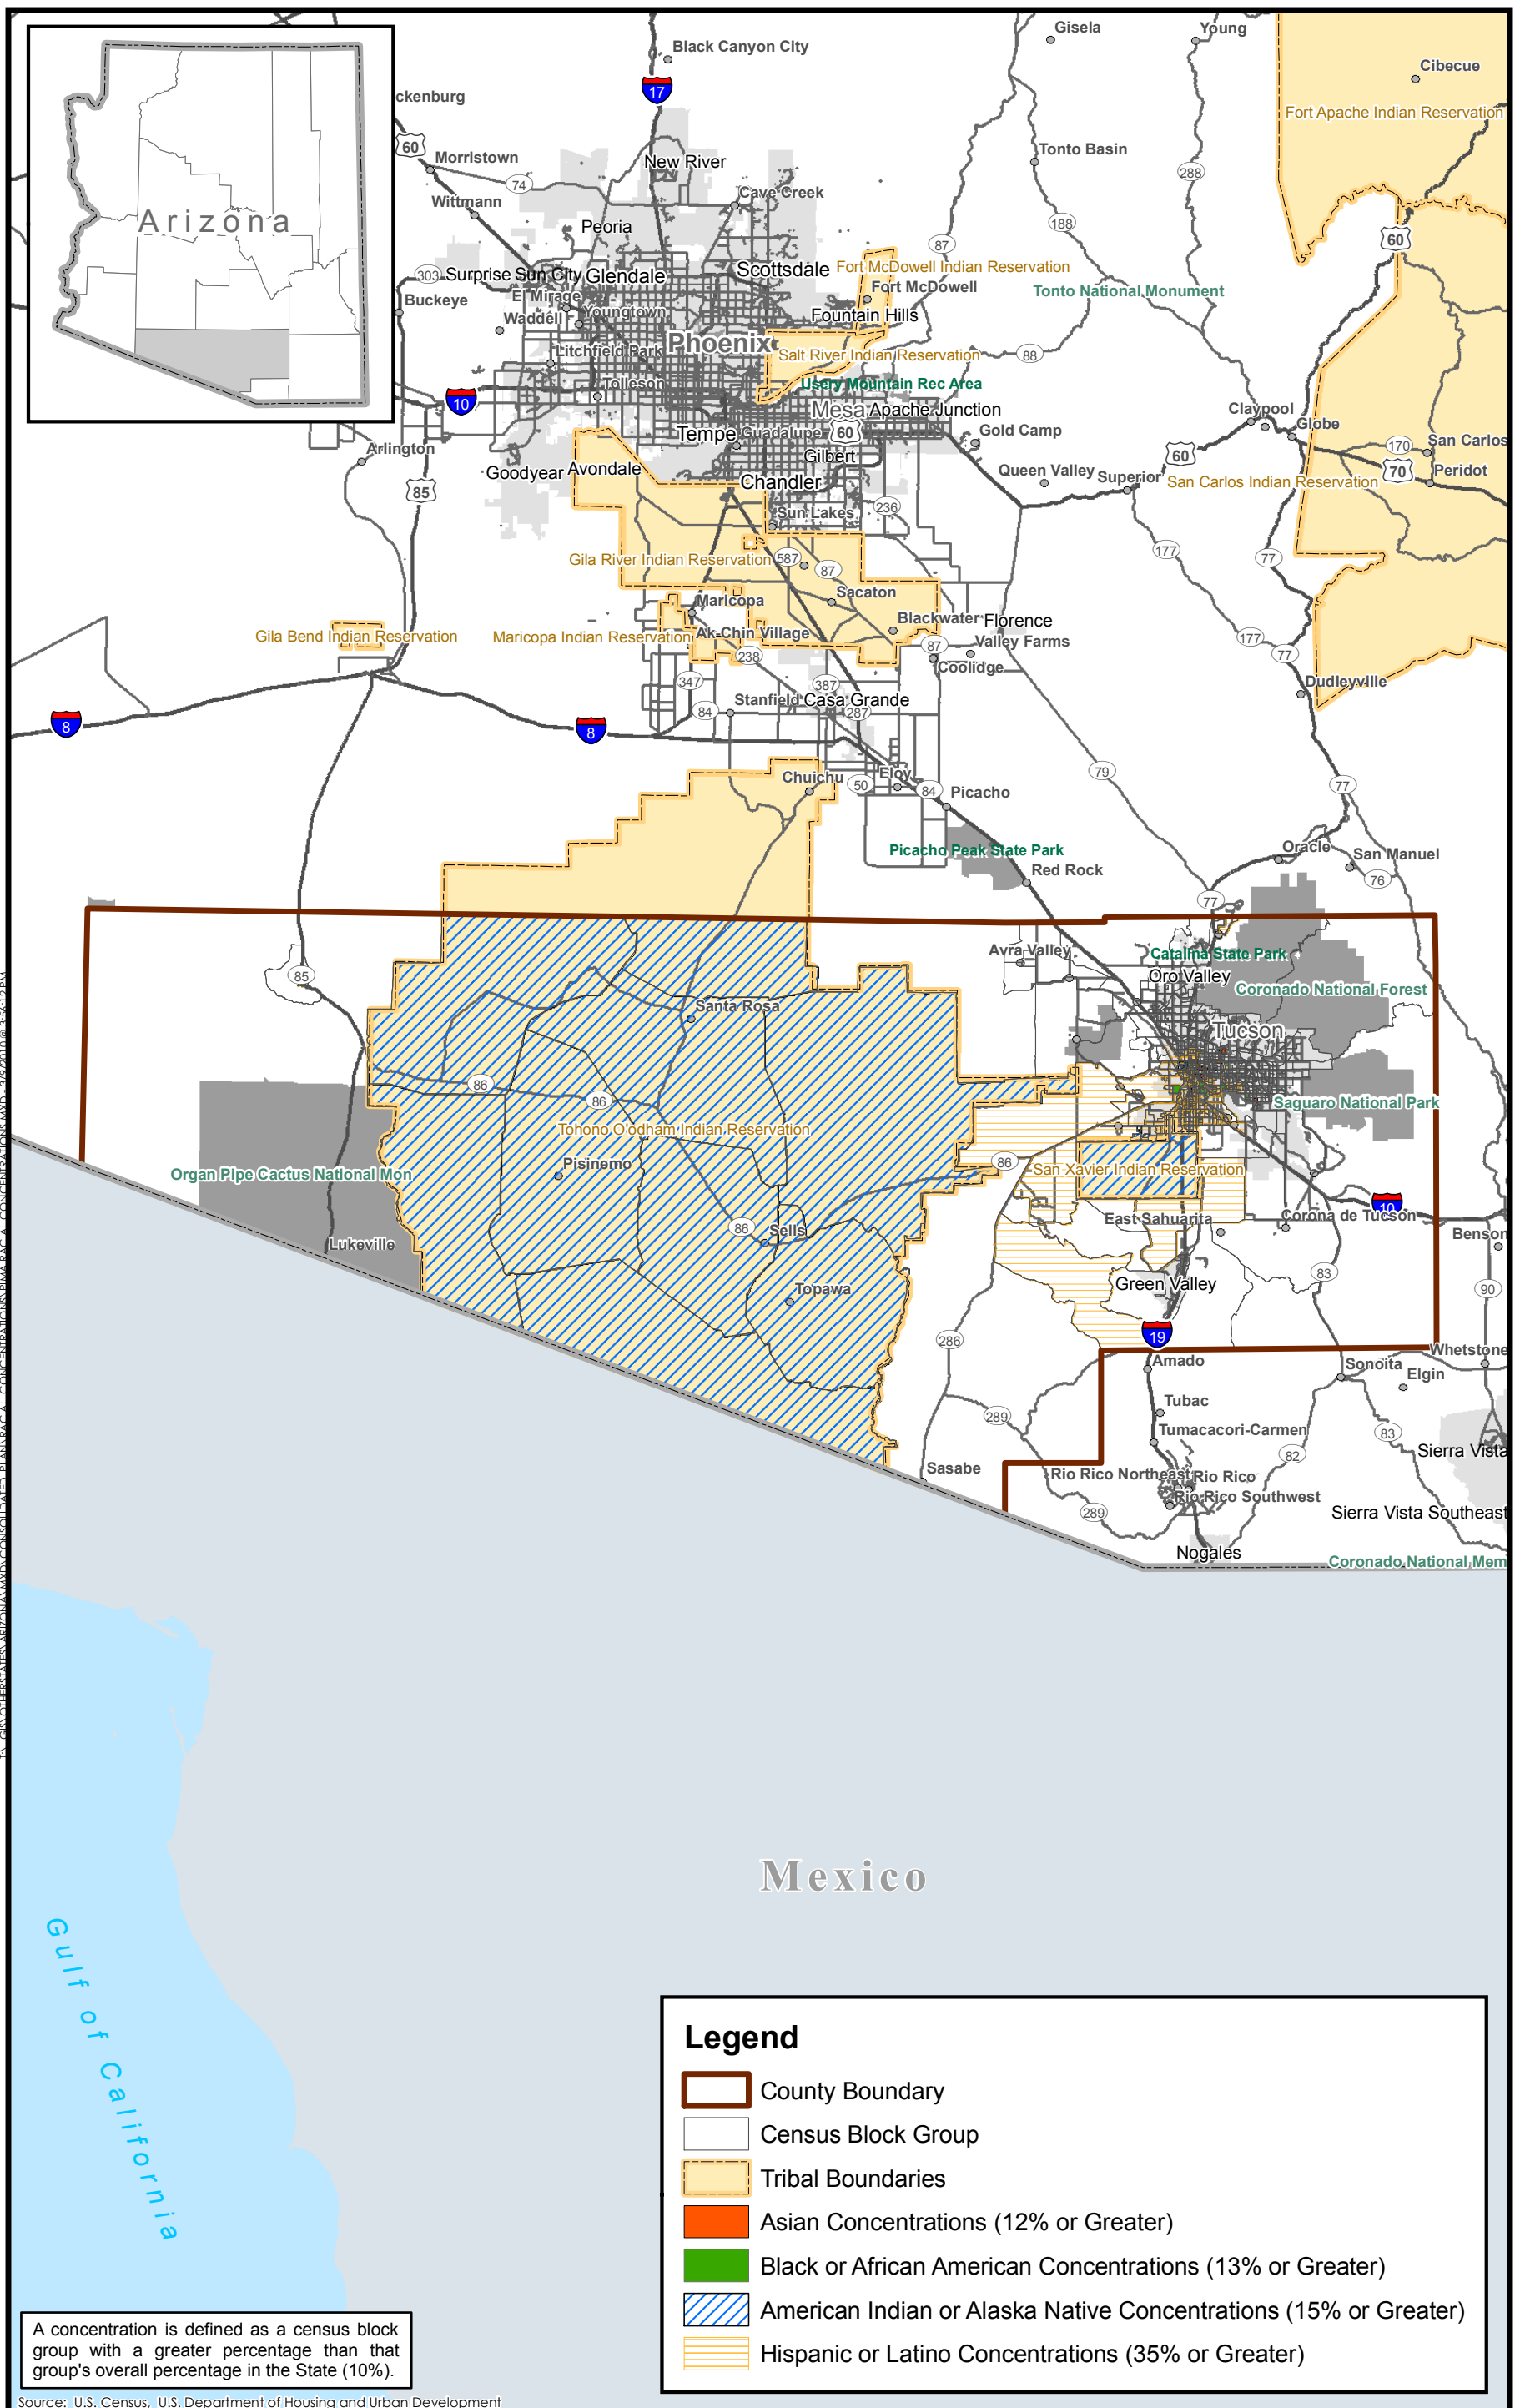 Arizona
Black Canyon City
Gisela
Young
Cibecue
17
ckenburg
Fort Apache Indian Reservation
60
Morristown
New River
Tonto Basin
288
74
Cave Creek
Wittmann
Peoria
188
87
60
303
Surprise
Sun City
Glendale
Scottsdale
Fort McDowell Indian Reservation
Fort McDowell
Tonto National Monument
Buckeye
El Mirage
Waddell
Youngtown
Fountain Hills
Phoenix
Litchfield Park
Salt River Indian Reservation
88
Tolleson
Usery Mountain Rec Area
10
Mesa
Apache Junction
Claypool
Globe
Tempe
Guadalupe
60
Gold Camp
Arlington
Gilbert
60
170
San Carlos
Goodyear
Avondale
Queen Valley
Superior
70
Peridot
85
Chandler
San Carlos Indian Reservation
Sun Lakes
236
177
77
Gila River Indian Reservation
587
87
Maricopa
Sacaton
Blackwater
Florence
Gila Bend Indian Reservation
Maricopa Indian Reservation
Ak-Chin Village
87
Valley Farms
177
77
238
Coolidge
347
387
Dudleyville
84
Stanfield
Casa Grande
287
8
8
79
Chuichu
50
Eloy
84
Picacho
77
Picacho Peak State Park
Oracle
San Manuel
Red Rock
76
77
Avra Valley
Catalina State Park
85
Oro Valley
Coronado National Forest
Santa Rosa
Tucson
86
86
Saguaro National Park
Tohono O'odham Indian Reservation
Organ Pipe Cactus National Mon
Pisinemo
86
San Xavier Indian Reservation
10
86
Sells
East Sahuarita
Corona de Tucson
Benson
Lukeville
Topawa
Green Valley
83
90
286
19
Whetstone
Amado
Sonoita
Elgin
Tubac
289
Tumacacori-Carmen
83
82
Sierra Vista
Sasabe
Rio Rico Northeast
Rio Rico
Rio Rico Southwest
289
Sierra Vista Southeast
Nogales
Coronado National Mem
Mexico
Gulf of California
Legend
County Boundary
Census Block Group
Tribal Boundaries
Asian Concentrations (12% or Greater)
Black or African American Concentrations (13% or Greater)
American Indian or Alaska Native Concentrations (15% or Greater)
Hispanic or Latino Concentrations (35% or Greater)
A concentration is defined as a census block
group with a greater percentage than that
group's overall percentage in the State (10%).
Source: U.S. Census, U.S. Department of Housing and Urban Development